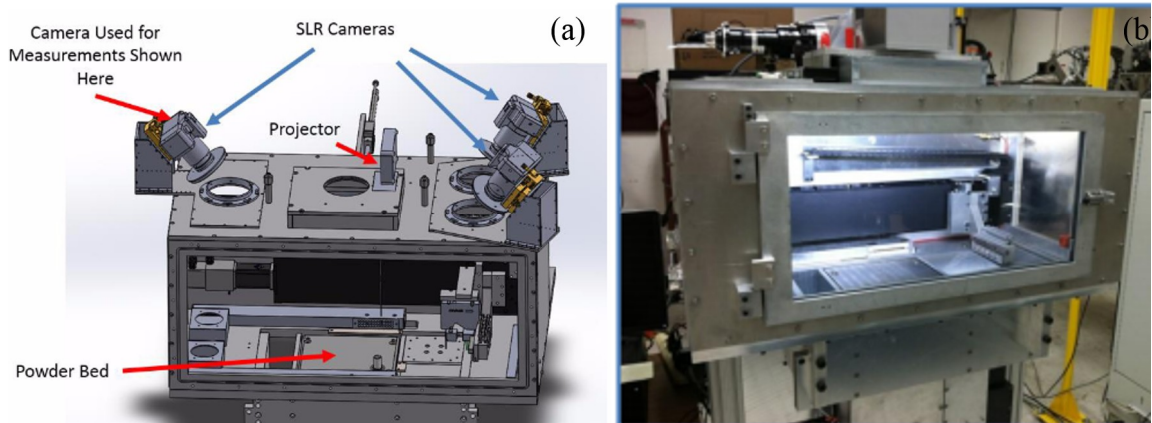 Camera Used for
Measurements Shown
Here
SLR Cameras
(a)
Projector
Powder Bed
(b)